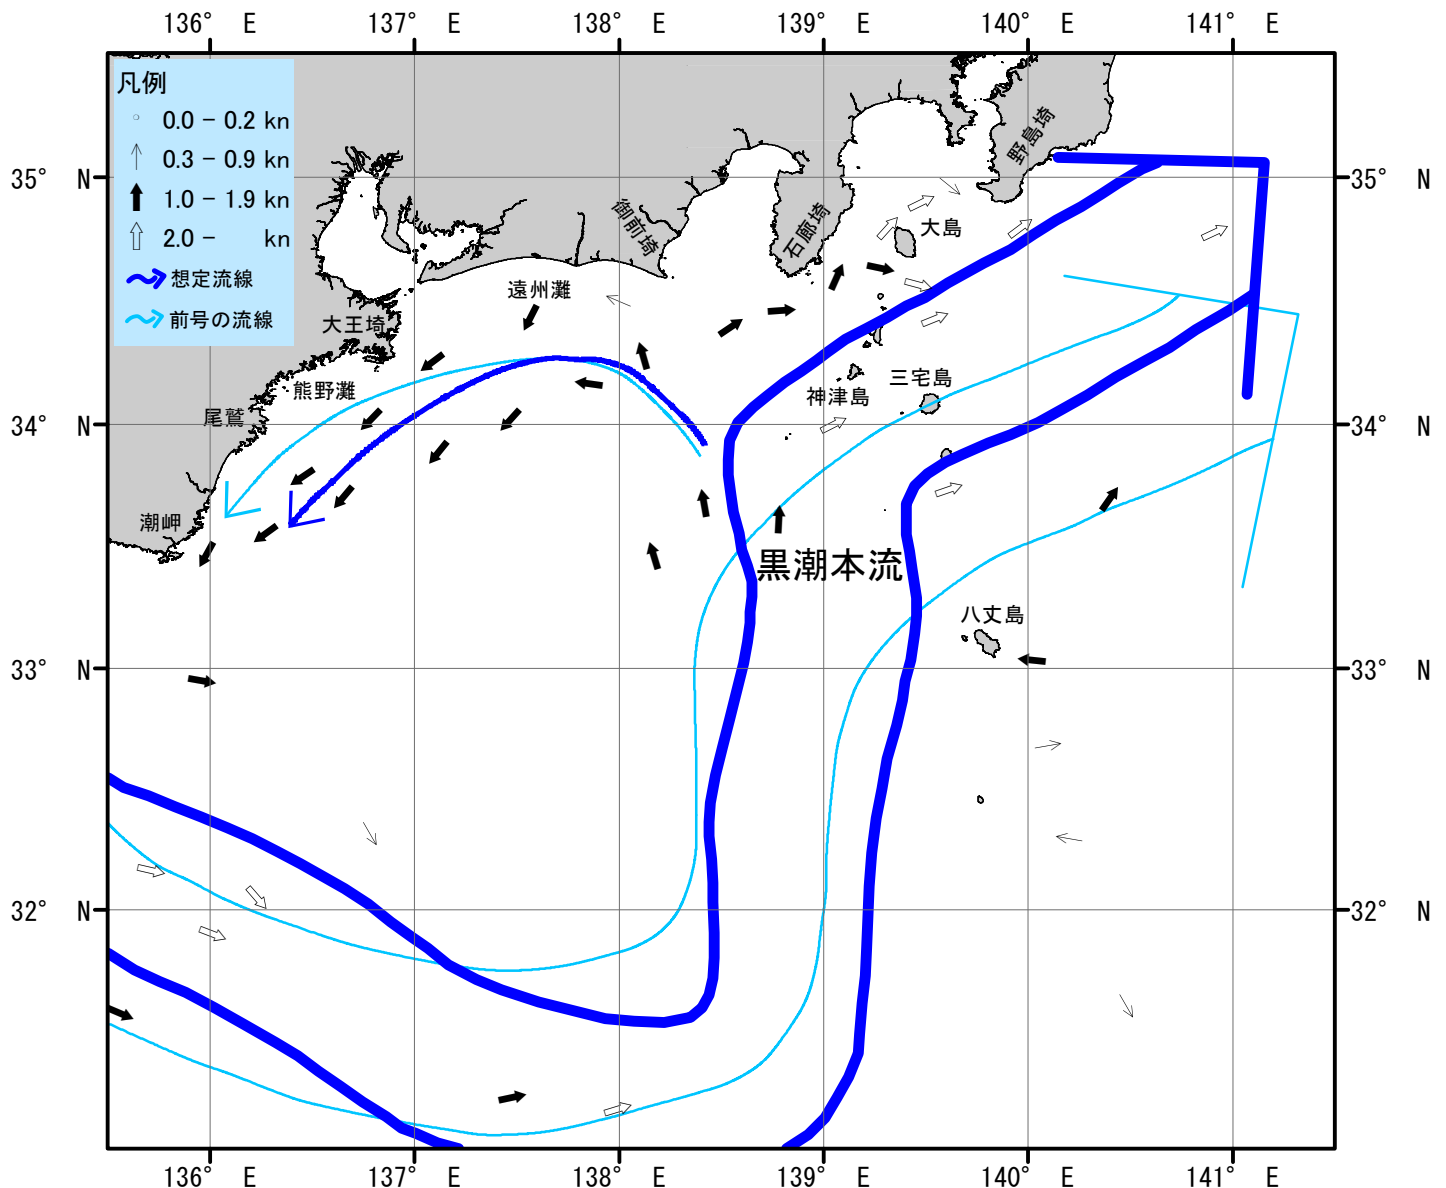 136° E 137° E 138° E 139° E 140° E 141° E
凡例
0.0 - 0.2 kn
0.3 - 0.9 kn
1.0 - 1.9 kn
2.0 - kn
想定流線
前号の流線
野島埼
35° N
35° N
御前埼
石廊埼
大島
遠州灘
大王埼
熊野灘
三宅島
神津島
尾鷲
34° N
34° N
潮岬
黒潮本流
八丈島
33° N
33° N
32° N
32° N
136° E 137° E 138° E 139° E 140° E 141° E